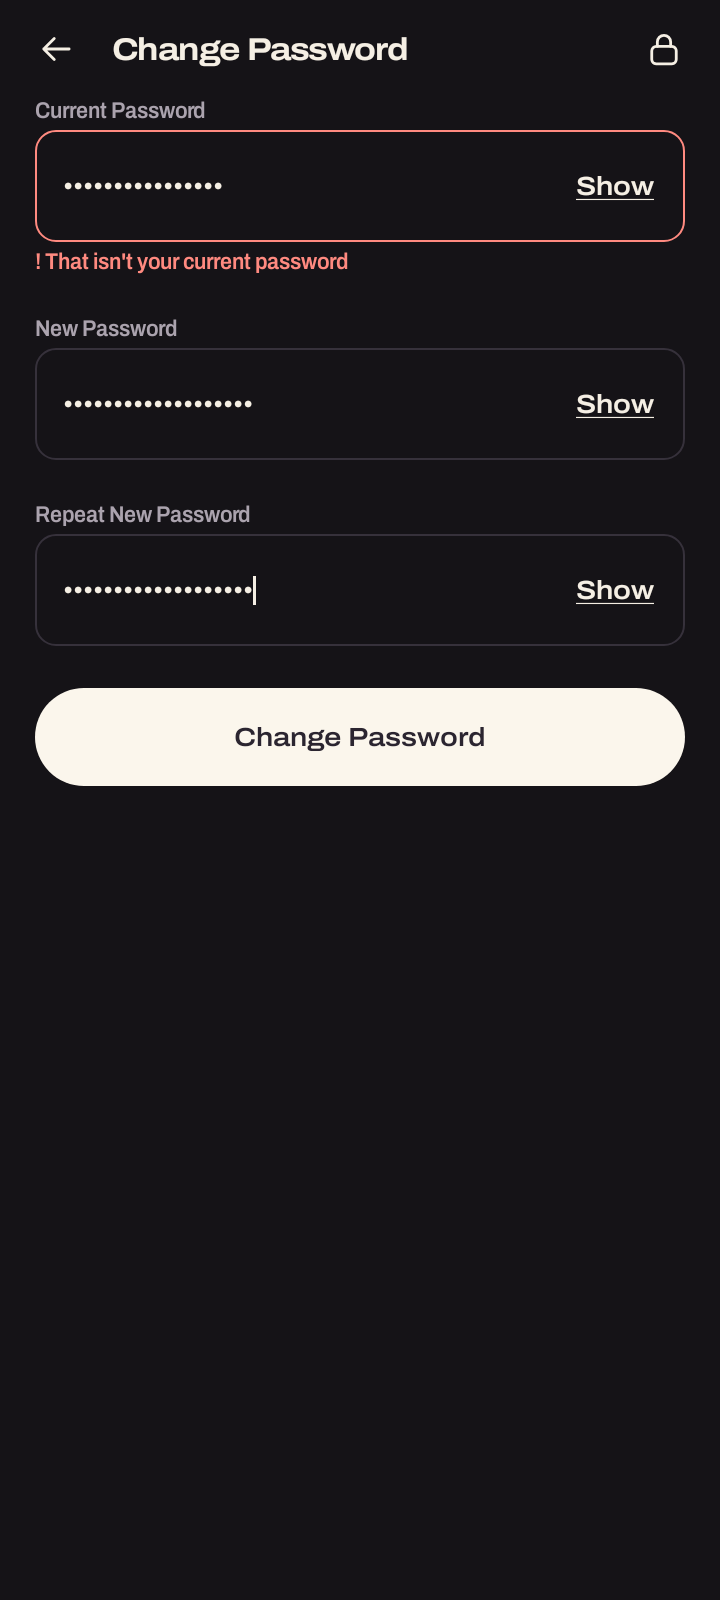 Change Password
Current Password
•••••••••••••••• Show
! That isn't your current password
New Password
••••••••••••••••••• Show
Repeat New Password
••••••••••••••••••• Show
Change Password